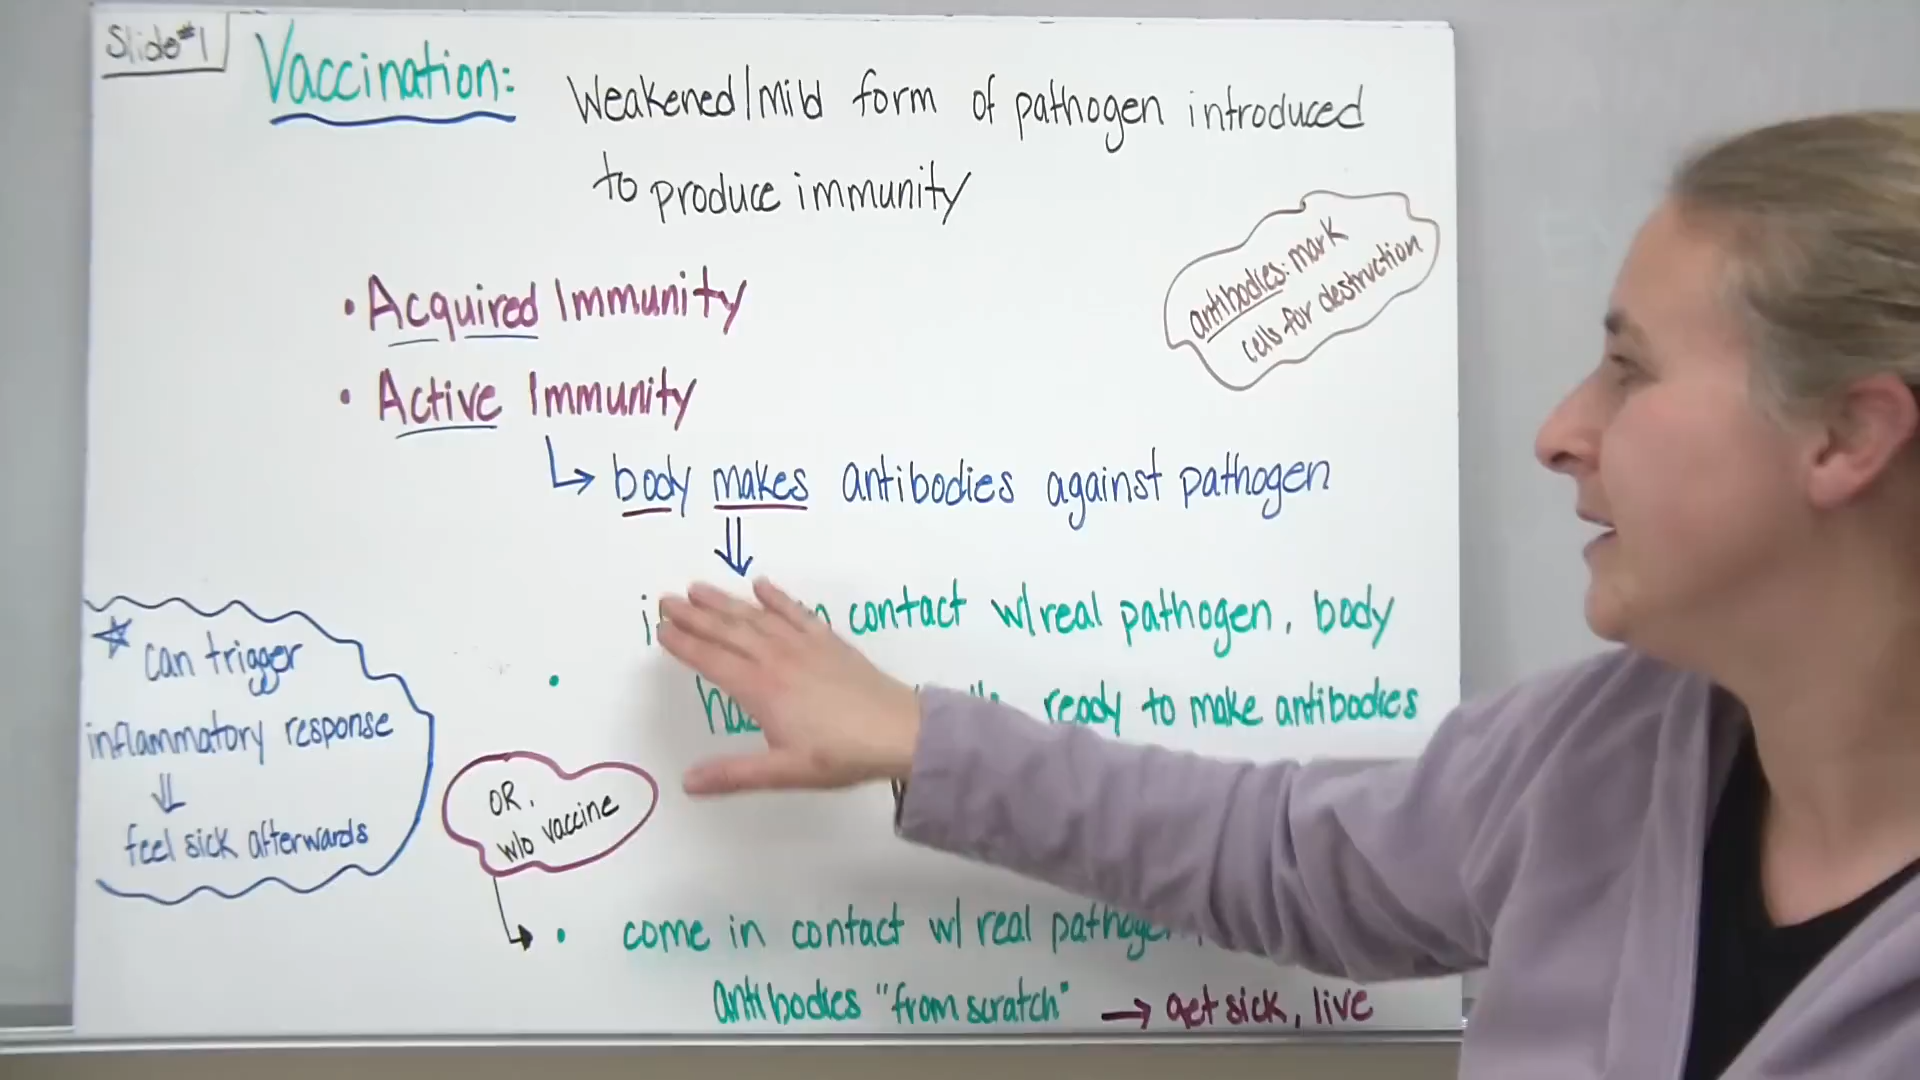 Slide #1
Vaccination: Weakened/mild form of pathogen introduced
to produce immunity
antibodies: mark
cells for destruction
• Acquired Immunity
• Active Immunity
↳ body makes antibodies against pathogen
⇓
contact w/real pathogen, body
• ready to make antibodies
☆ can trigger
inflammatory response
⇓
feel sick afterwards
OR,
w/o vaccine
• come in contact w/ real pathogen,
antibodies "from scratch" → get sick, live